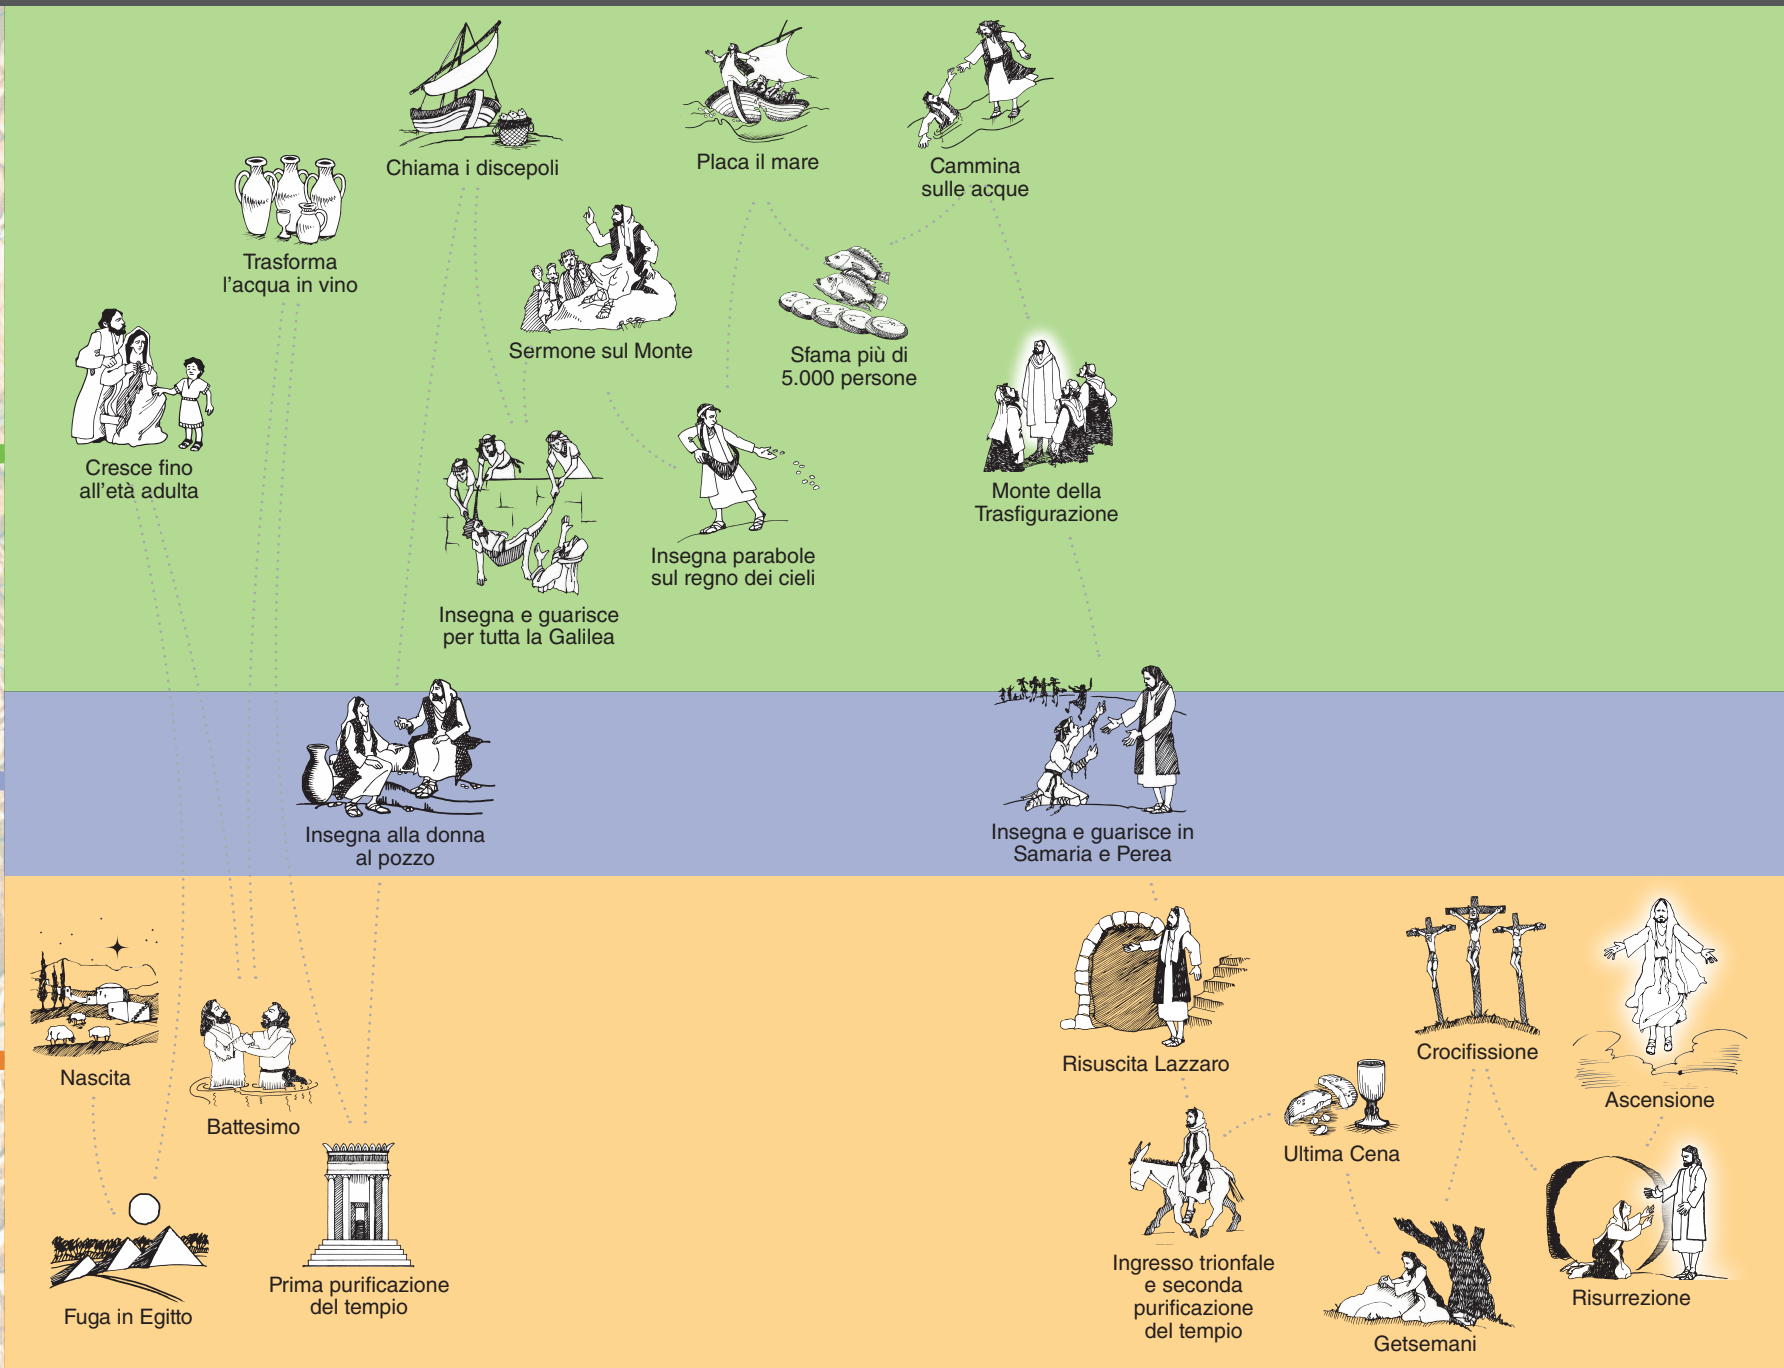 Chiama i discepoli
Placa il mare
Cammina
sulle acque
Trasforma
l’acqua in vino
Sermone sul Monte
Sfama più di
5.000 persone
Cresce fino
all’età adulta
Monte della
Trasfigurazione
Insegna parabole
sul regno dei cieli
Insegna e guarisce
per tutta la Galilea
Insegna alla donna
al pozzo
Insegna e guarisce in
Samaria e Perea
Nascita
Battesimo
Risuscita Lazzaro
Crocifissione
Ascensione
Ultima Cena
Fuga in Egitto
Prima purificazione
del tempio
Ingresso trionfale
e seconda
purificazione
del tempio
Getsemani
Risurrezione